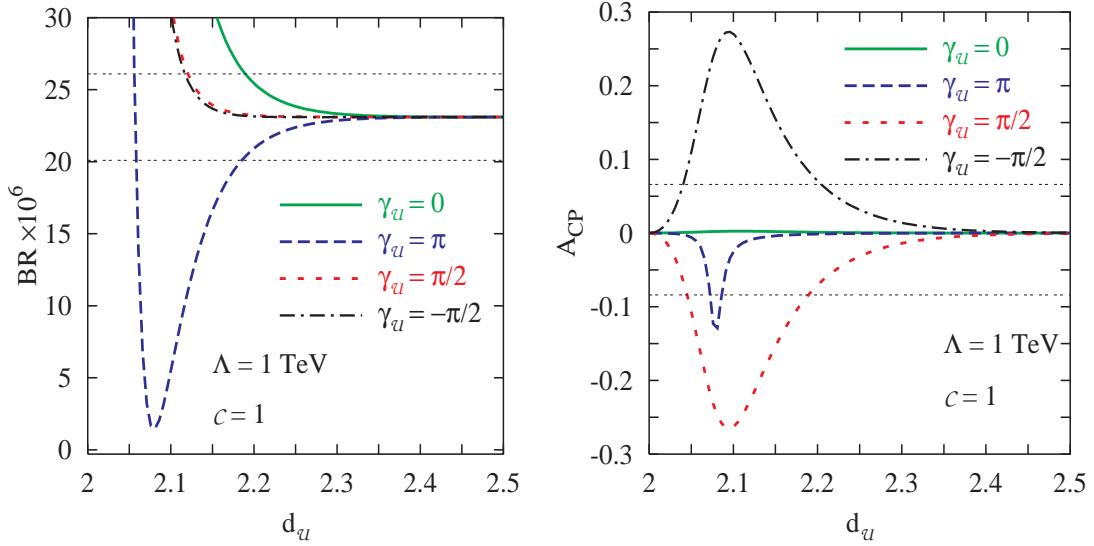 BR ×10⁶
30
25
20
15
10
5
0
γ𝒰 = 0
γ𝒰 = π
γ𝒰 = π/2
γ𝒰 = −π/2
Λ = 1 TeV
𝒞 = 1
2 2.1 2.2 2.3 2.4 2.5
d𝒰
A_CP
0.3
0.2
0.1
0
-0.1
-0.2
-0.3
γ𝒰 = 0
γ𝒰 = π
γ𝒰 = π/2
γ𝒰 = −π/2
Λ = 1 TeV
𝒞 = 1
2 2.1 2.2 2.3 2.4 2.5
d𝒰